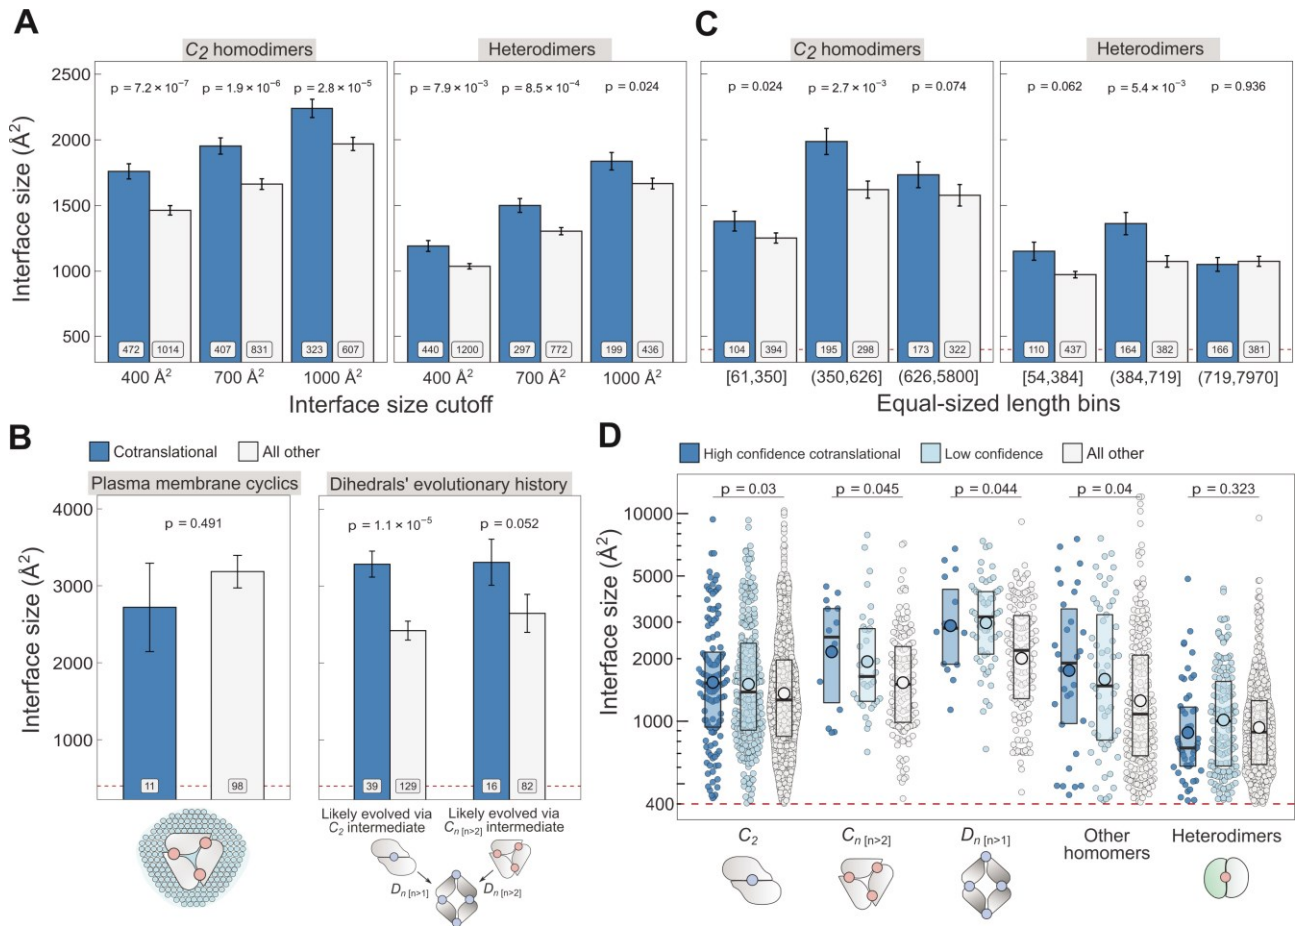 A
C2 homodimers
Heterodimers
Interface size (Å²)
2500
2000
1500
1000
500
p = 7.2 × 10⁻⁷
p = 1.9 × 10⁻⁶
p = 2.8 × 10⁻⁵
p = 7.9 × 10⁻³
p = 8.5 × 10⁻⁴
p = 0.024
472
1014
407
831
323
607
440
1200
297
772
199
436
400 Å²
700 Å²
1000 Å²
400 Å²
700 Å²
1000 Å²
Interface size cutoff
C
C2 homodimers
Heterodimers
p = 0.024
p = 2.7 × 10⁻³
p = 0.074
p = 0.062
p = 5.4 × 10⁻³
p = 0.936
104
394
195
298
173
322
110
437
164
382
166
381
[61,350]
(350,626]
(626,5800]
[54,384]
(384,719]
(719,7970]
Equal-sized length bins
B
Cotranslational
All other
Plasma membrane cyclics
Dihedrals' evolutionary history
Interface size (Å²)
4000
3000
2000
1000
p = 0.491
p = 1.1 × 10⁻⁵
p = 0.052
11
98
39
129
16
82
Likely evolved via
C2 intermediate
Likely evolved via
Cn [n>2] intermediate
Dn [n>1]
Dn [n>2]
D
High confidence cotranslational
Low confidence
All other
Interface size (Å²)
10000
5000
3000
2000
1000
400
p = 0.03
p = 0.045
p = 0.044
p = 0.04
p = 0.323
C2
Cn [n>2]
Dn [n>1]
Other
homomers
Heterodimers